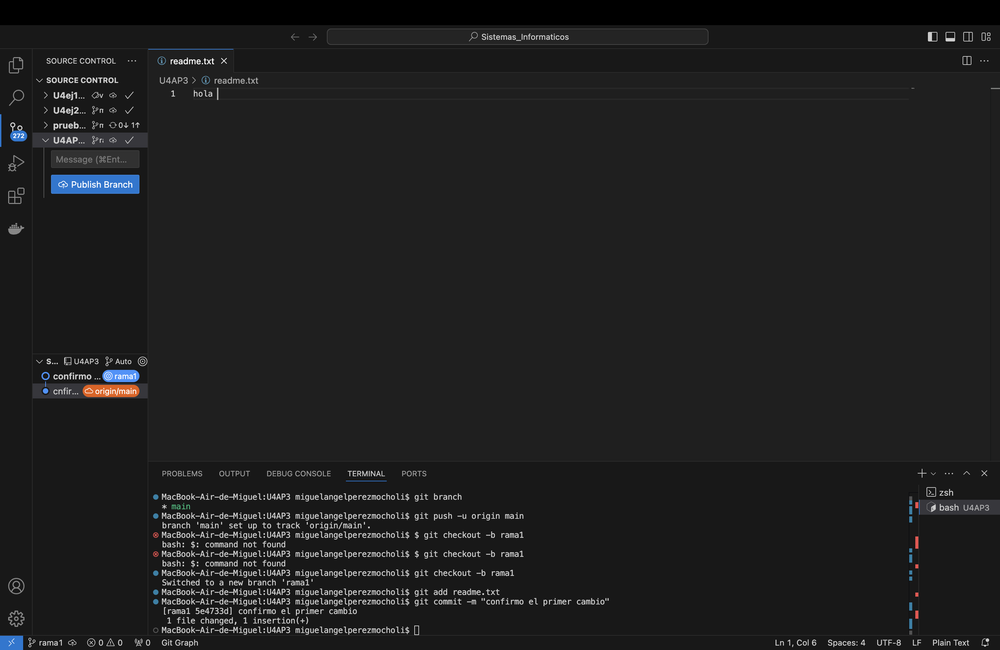 Sistemas_Informaticos
SOURCE CONTROL
SOURCE CONTROL
U4ej1... v
U4ej2...
prueb... 0↓ 1↑
U4AP...
Message (⌘Ent...
Publish Branch
272
readme.txt
U4AP3 > readme.txt
1 hola
S... U4AP3 Auto
confirmo ... rama1
cnfir... origin/main
PROBLEMS OUTPUT DEBUG CONSOLE TERMINAL PORTS
MacBook-Air-de-Miguel:U4AP3 miguelangelperezmocholi$ git branch
* main
MacBook-Air-de-Miguel:U4AP3 miguelangelperezmocholi$ git push -u origin main
branch 'main' set up to track 'origin/main'.
MacBook-Air-de-Miguel:U4AP3 miguelangelperezmocholi$ $ git checkout -b rama1
bash: $: command not found
MacBook-Air-de-Miguel:U4AP3 miguelangelperezmocholi$ $ git checkout -b rama1
bash: $: command not found
MacBook-Air-de-Miguel:U4AP3 miguelangelperezmocholi$ git checkout -b rama1
Switched to a new branch 'rama1'
MacBook-Air-de-Miguel:U4AP3 miguelangelperezmocholi$ git add readme.txt
MacBook-Air-de-Miguel:U4AP3 miguelangelperezmocholi$ git commit -m "confirmo el primer cambio"
[rama1 5e4733d] confirmo el primer cambio
1 file changed, 1 insertion(+)
MacBook-Air-de-Miguel:U4AP3 miguelangelperezmocholi$
zsh
bash U4AP3
rama1 0 0 0 Git Graph
Ln 1, Col 6 Spaces: 4 UTF-8 LF Plain Text